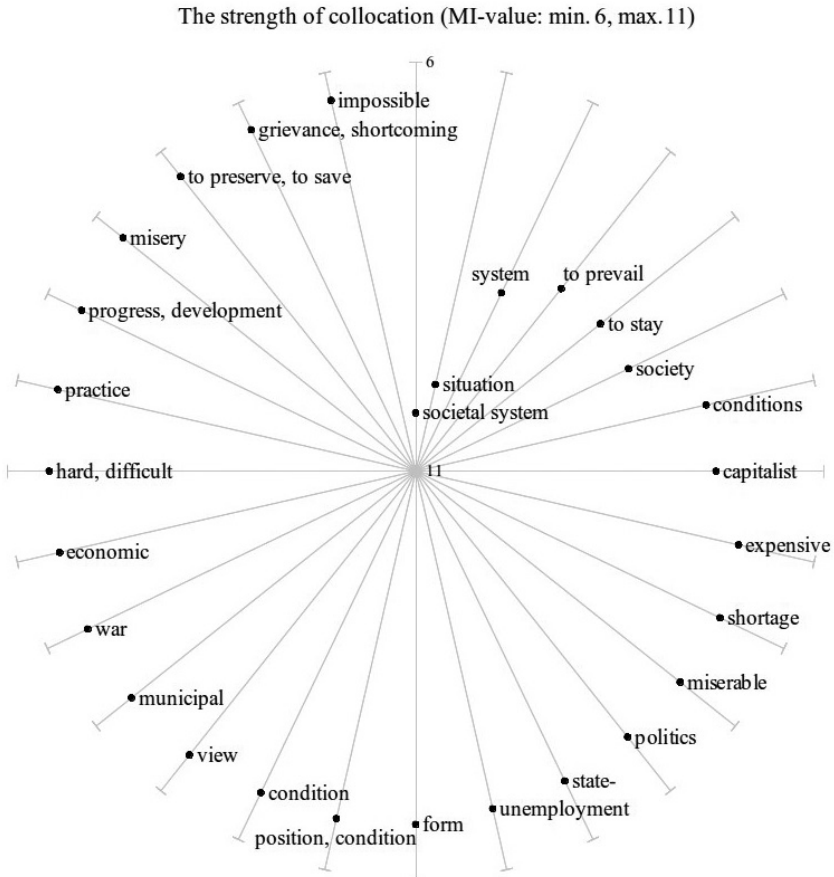 The strength of collocation (MI-value: min. 6, max. 11)
6
impossible
grievance, shortcoming
to preserve, to save
misery
system
to prevail
progress, development
to stay
society
practice
situation
conditions
societal system
hard, difficult
11
capitalist
expensive
economic
shortage
war
miserable
municipal
politics
view
state-
condition
unemployment
form
position, condition